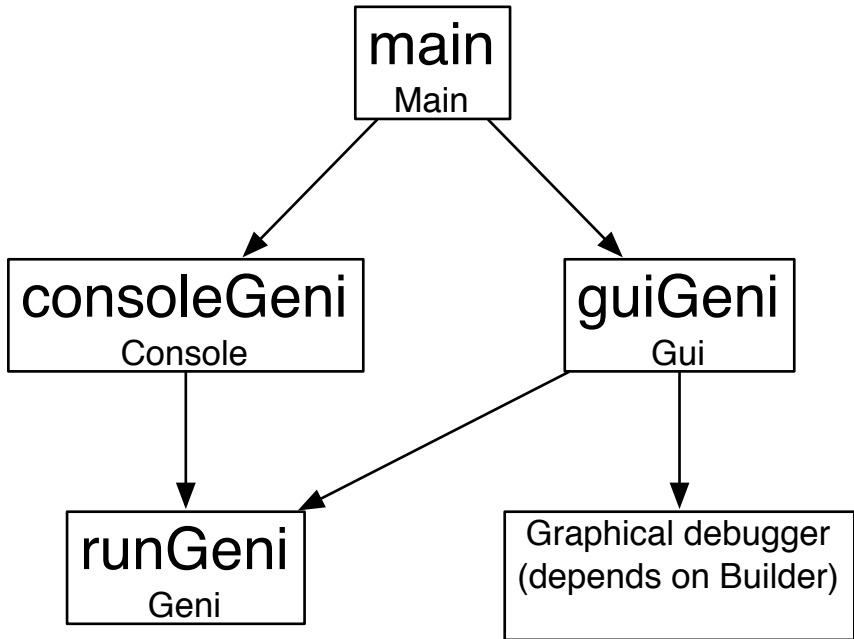 main
Main
consoleGeni
Console
guiGeni
Gui
runGeni
Geni
Graphical debugger
(depends on Builder)